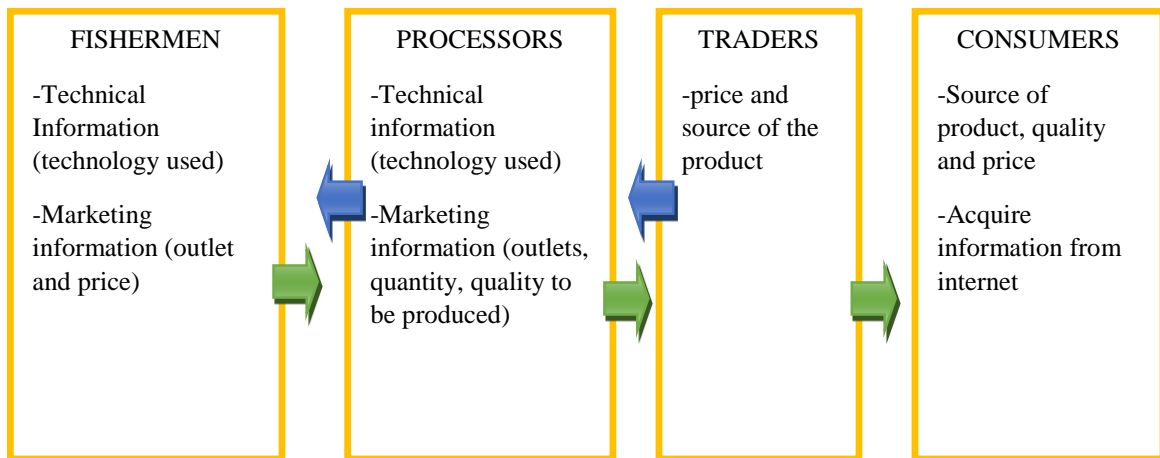 FISHERMEN
-Technical
Information
(technology used)
-Marketing
information (outlet
and price)
PROCESSORS
-Technical
information
(technology used)
-Marketing
information (outlets,
quantity, quality to
be produced)
TRADERS
-price and
source of the
product
CONSUMERS
-Source of
product, quality
and price
-Acquire
information from
internet